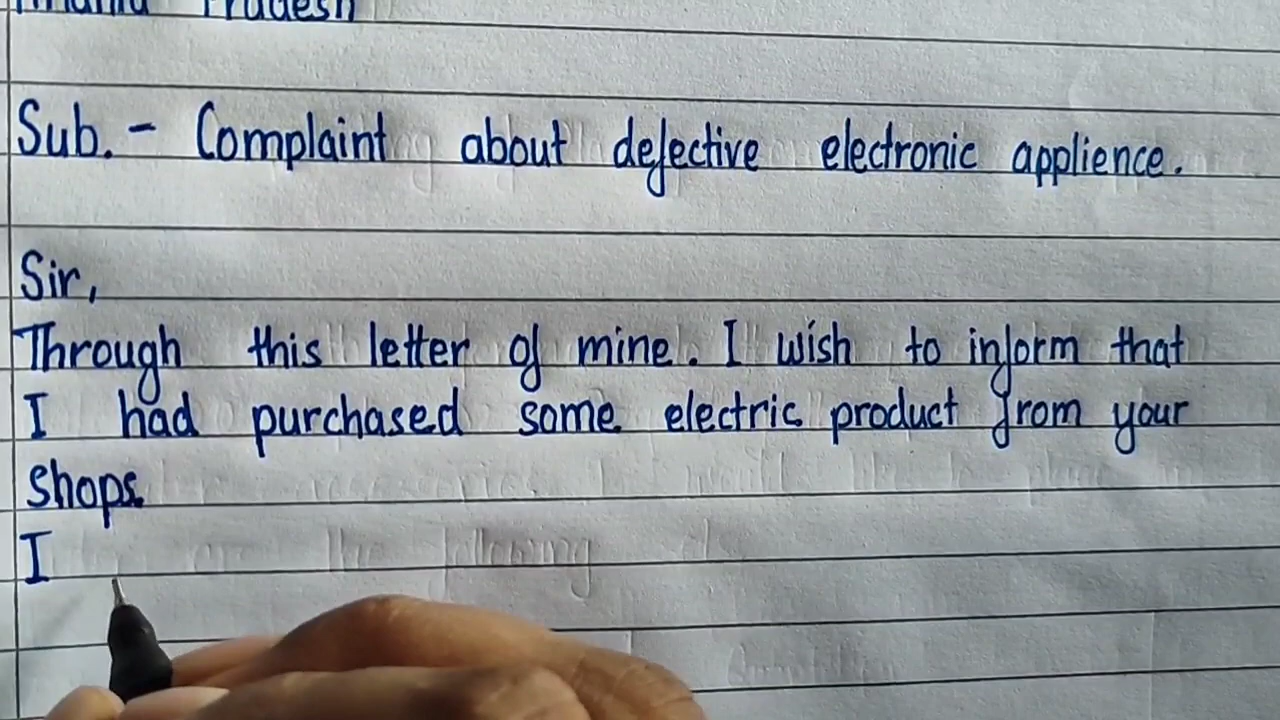 Pradesh
Sub. - Complaint about defective electronic applience.
Sir,
Through this letter of mine. I wish to inform that
I had purchased some electric product from your
shops.
I